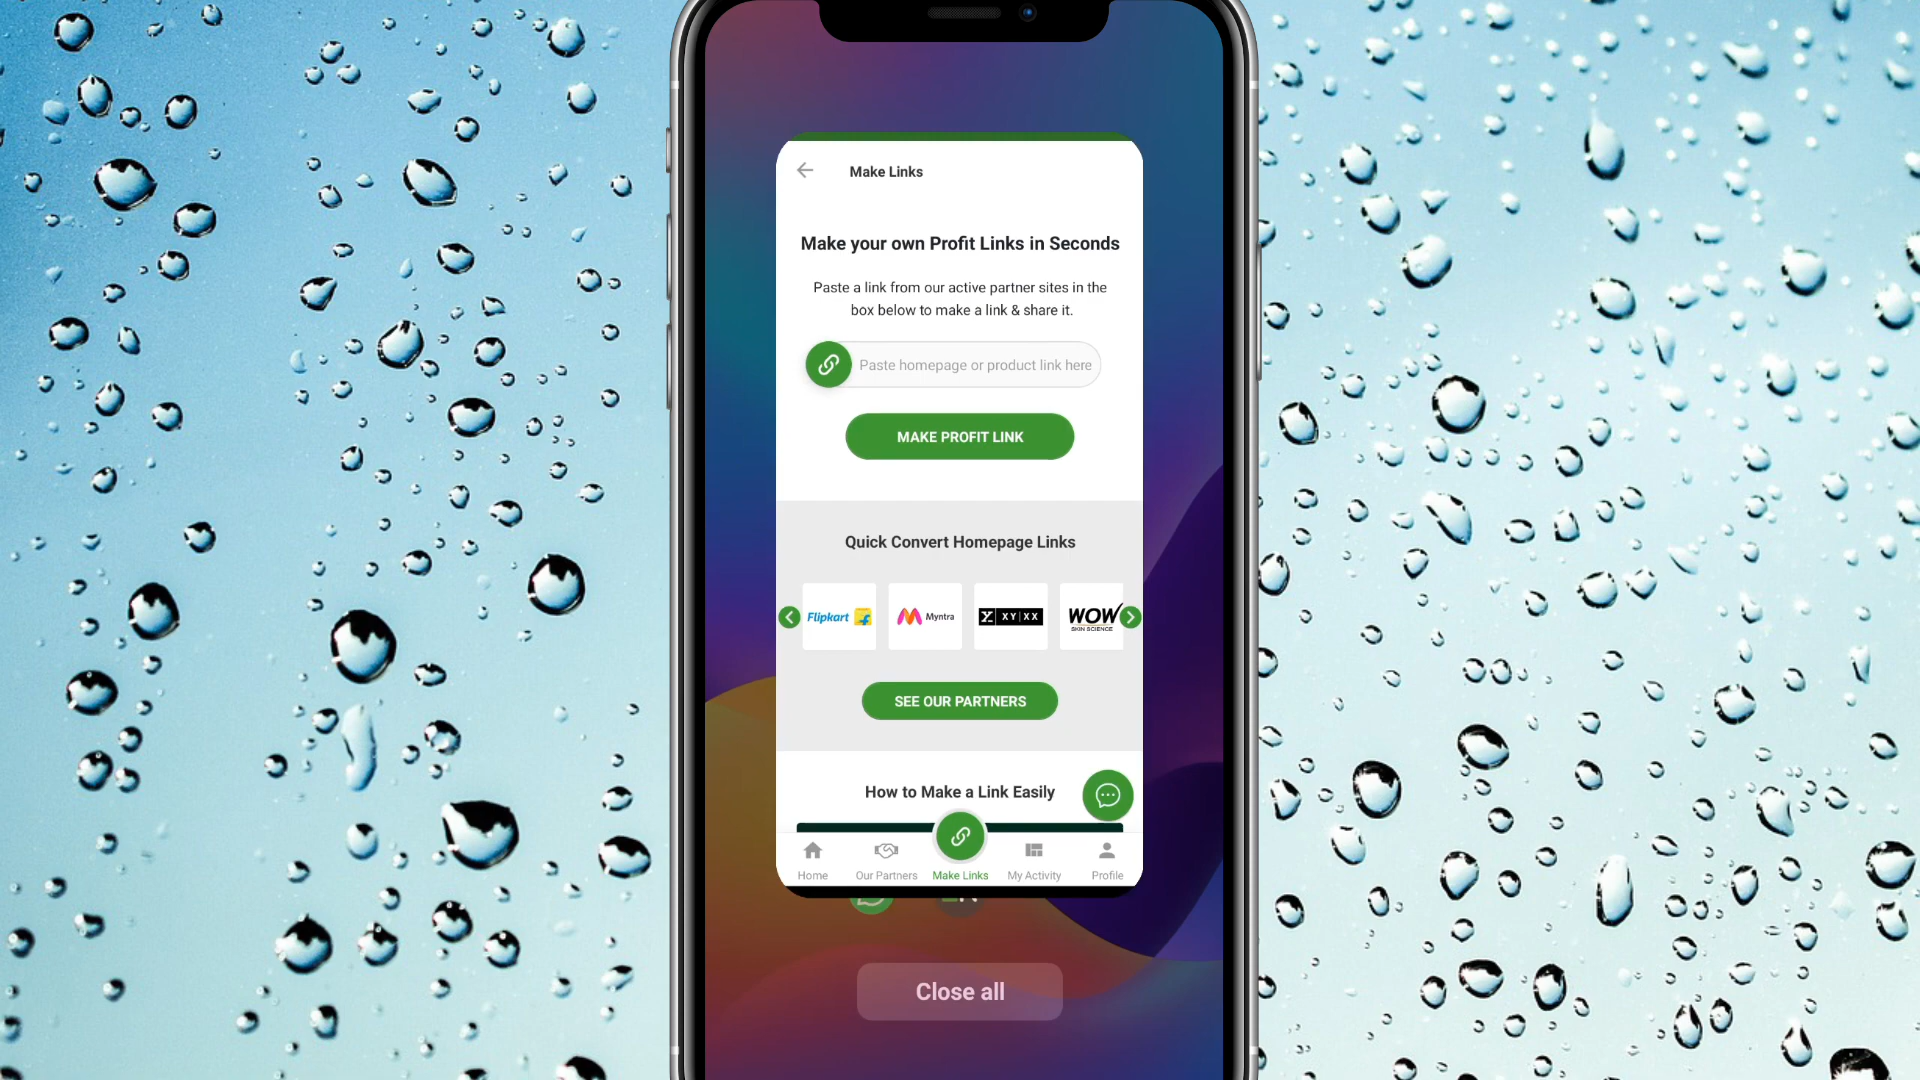 Make Links
Make your own Profit Links in Seconds
Paste a link from our active partner sites in the
box below to make a link & share it.
Paste homepage or product link here
MAKE PROFIT LINK
Quick Convert Homepage Links
Flipkart
Myntra
XY|XX
WOW
SKIN SCIENCE
SEE OUR PARTNERS
How to Make a Link Easily
Home
Our Partners
Make Links
My Activity
Profile
Close all